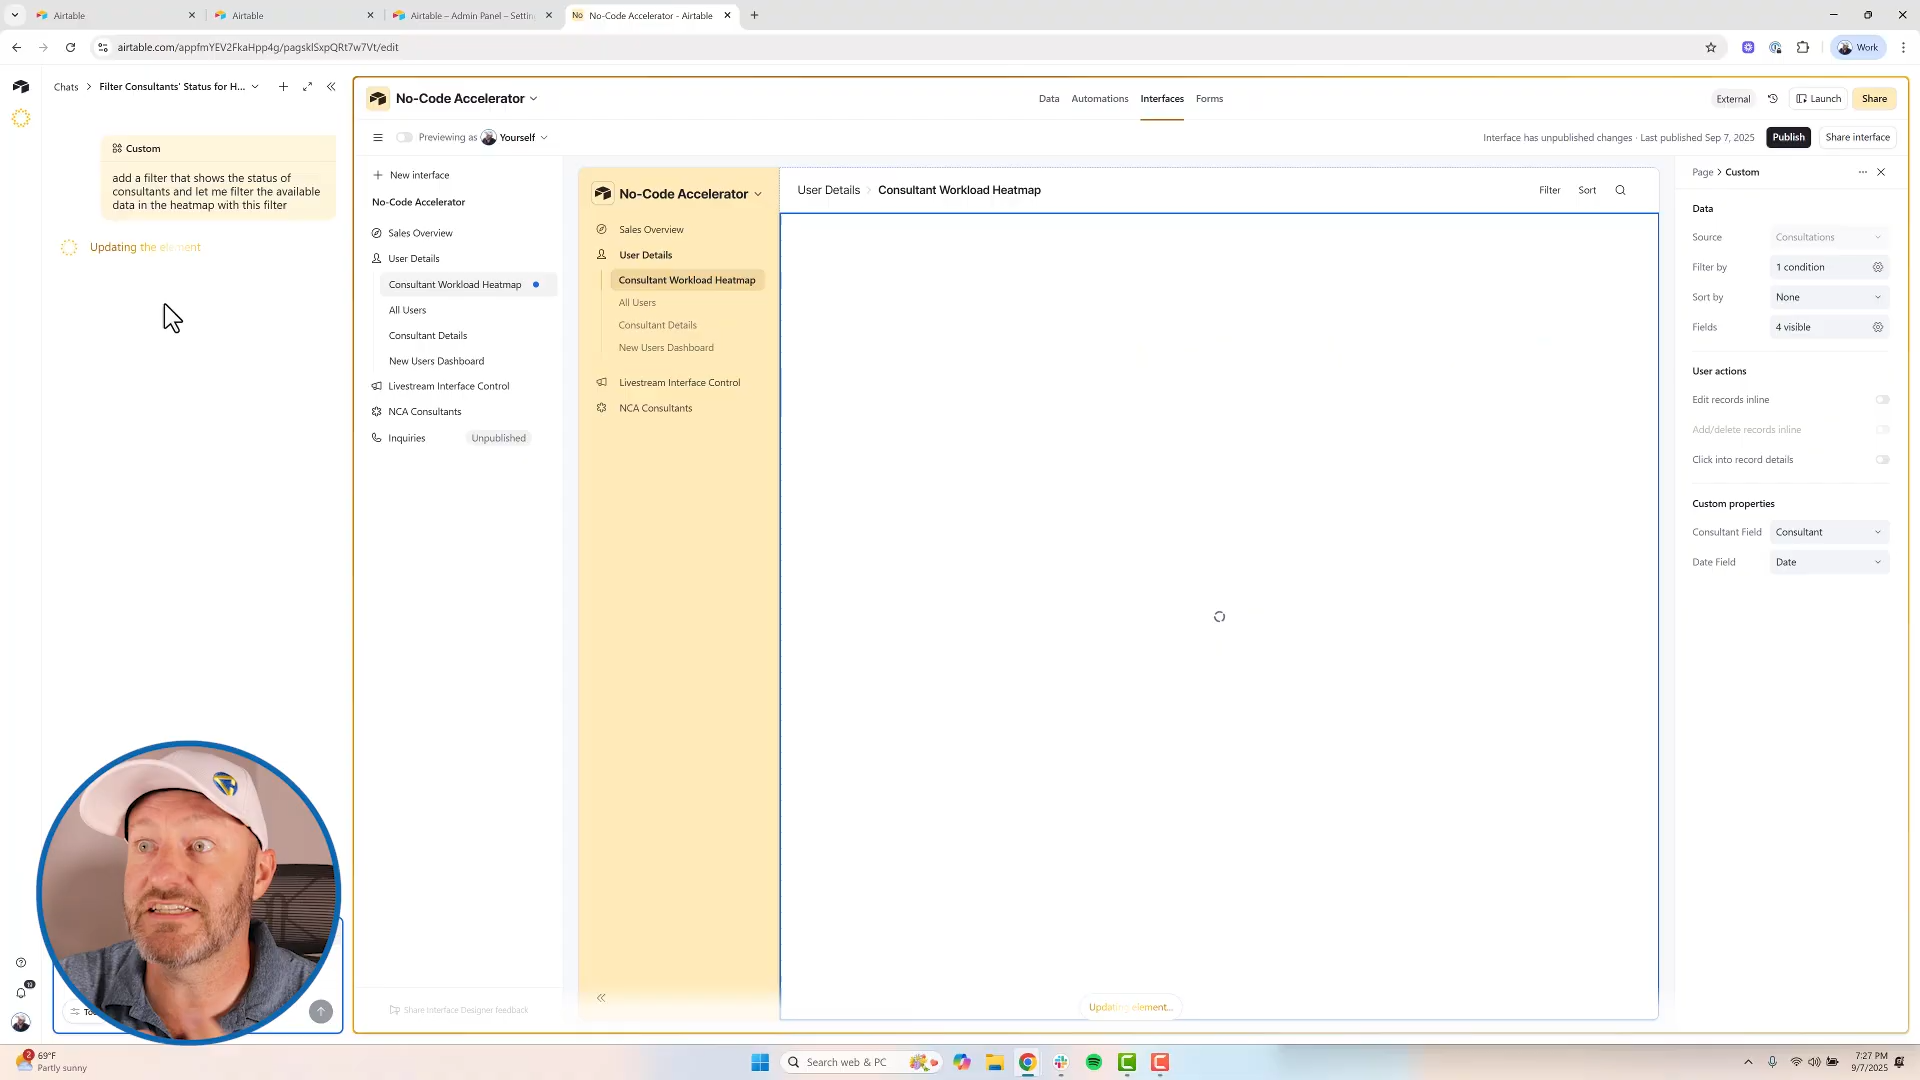 Airtable
Airtable
Airtable – Admin Panel – Settin
No-Code Accelerator - Airtable
airtable.com/appfmYEV2FkaHpp4g/pagsklSxpQRt7w7Vt/edit
Work
Chats
Filter Consultants' Status for H...
No-Code Accelerator
Data
Automations
Interfaces
Forms
External
Launch
Share
Previewing as
Yourself
Interface has unpublished changes · Last published Sep 7, 2025
Publish
Share interface
Custom
add a filter that shows the status of
consultants and let me filter the available
data in the heatmap with this filter
Updating the element
New interface
No-Code Accelerator
Sales Overview
User Details
Consultant Workload Heatmap
All Users
Consultant Details
New Users Dashboard
Livestream Interface Control
NCA Consultants
Inquiries
Unpublished
Share Interface Designer feedback
No-Code Accelerator
Sales Overview
User Details
Consultant Workload Heatmap
All Users
Consultant Details
New Users Dashboard
Livestream Interface Control
NCA Consultants
User Details
Consultant Workload Heatmap
Filter
Sort
Updating element...
Page > Custom
Data
Source
Consultations
Filter by
1 condition
Sort by
None
Fields
4 visible
User actions
Edit records inline
Add/delete records inline
Click into record details
Custom properties
Consultant Field
Consultant
Date Field
Date
69°F
Partly sunny
Search web & PC
7:27 PM
9/7/2025